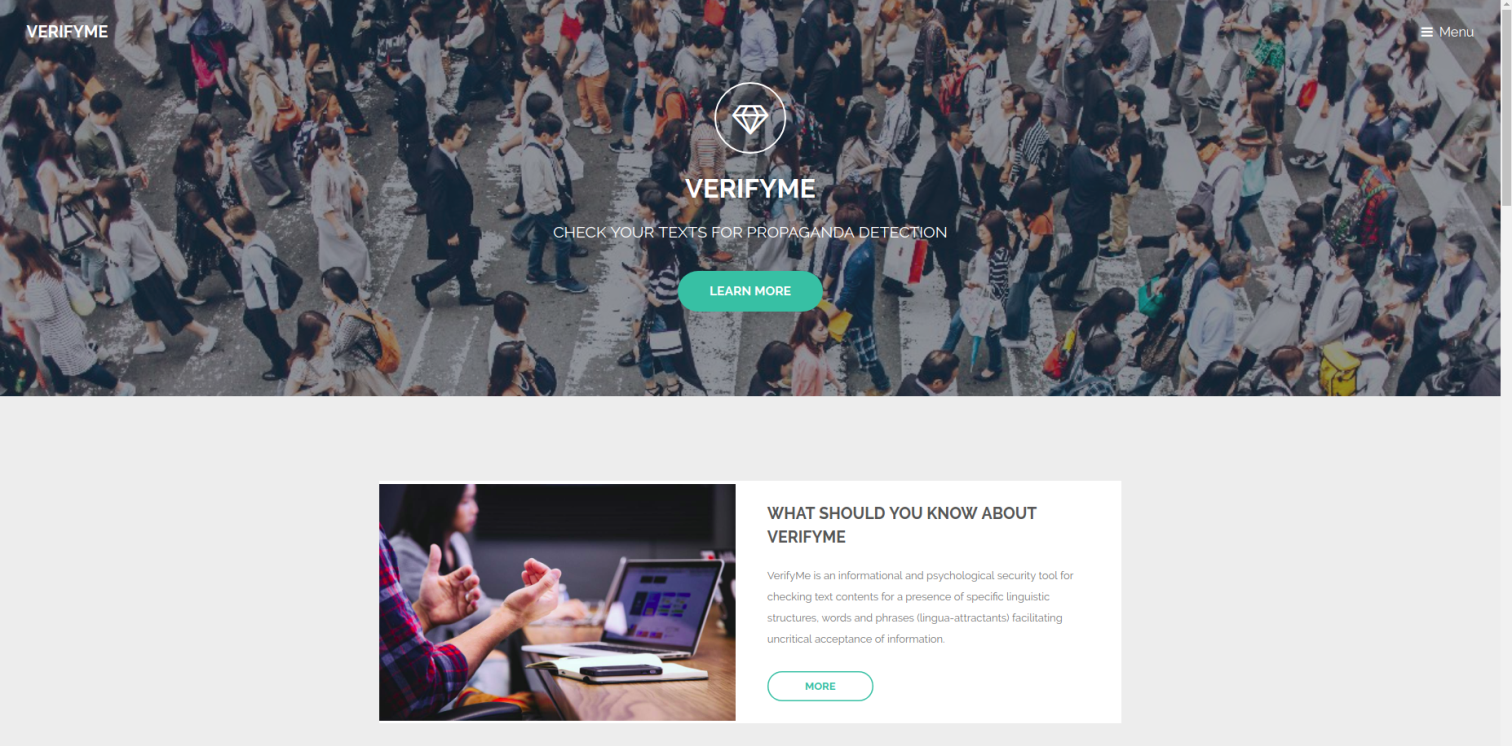 VERIFYME
Menu
VERIFYME
CHECK YOUR TEXTS FOR PROPAGANDA DETECTION
LEARN MORE
WHAT SHOULD YOU KNOW ABOUT
VERIFYME
VerifyMe is an informational and psychological security tool for
checking text contents for a presence of specific linguistic
structures, words and phrases (lingua-attractants) facilitating
uncritical acceptance of information.
MORE